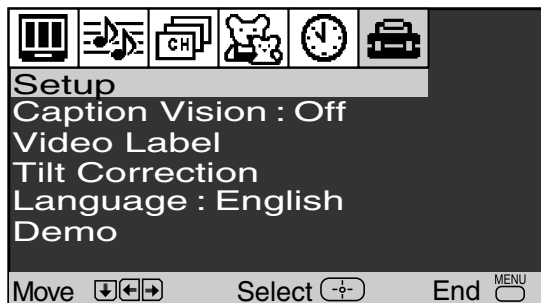 CH
Setup
Caption Vision : Off
Video Label
Tilt Correction
Language : English
Demo
Move Select End MENU